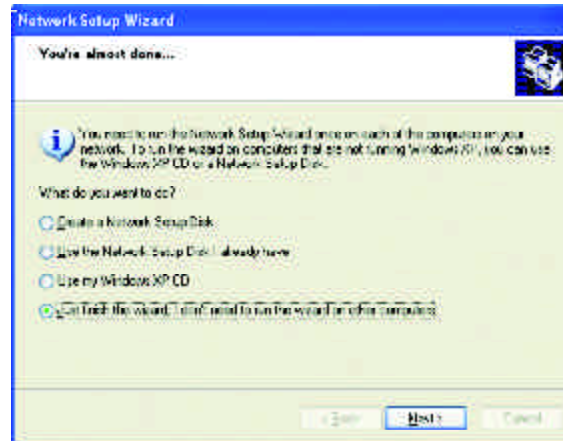 Network Setup Wizard
You're almost done...
You need to run the Network Setup Wizard once on each of the computers on your
network. To run the wizard on computers that are not running Windows XP, you can use
the Windows XP CD or a Network Setup Disk.
What do you want to do?
Create a Network Setup Disk
Use the Network Setup Disk I already have
Use my Windows XP CD
Just finish the wizard; I don't need to run the wizard on other computers
< Back
Next >
Cancel